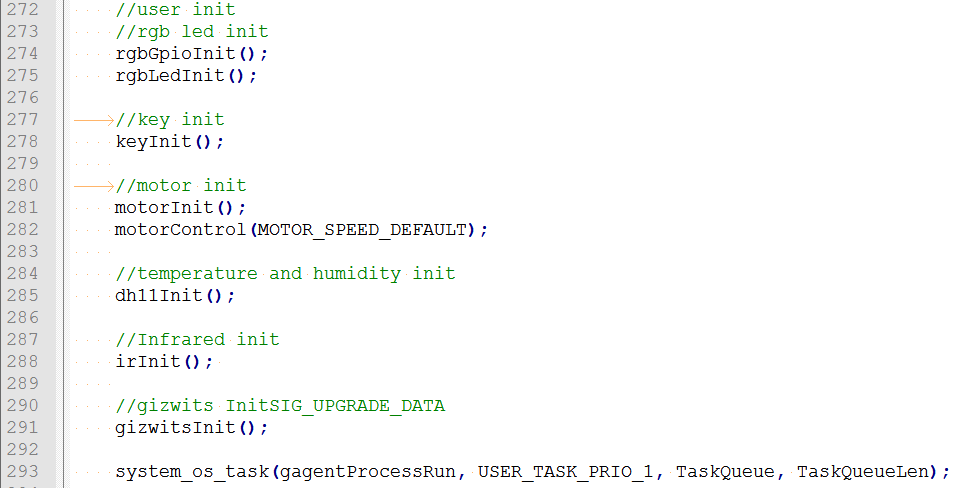 272 //user init
273 //rgb led init
274 rgbGpioInit();
275 rgbLedInit();
276
277 //key init
278 keyInit();
279
280 //motor init
281 motorInit();
282 motorControl(MOTOR_SPEED_DEFAULT);
283
284 //temperature and humidity init
285 dh11Init();
286
287 //Infrared init
288 irInit();
289
290 //gizwits InitSIG_UPGRADE_DATA
291 gizwitsInit();
292
293 system_os_task(gagentProcessRun, USER_TASK_PRIO_1, TaskQueue, TaskQueueLen);